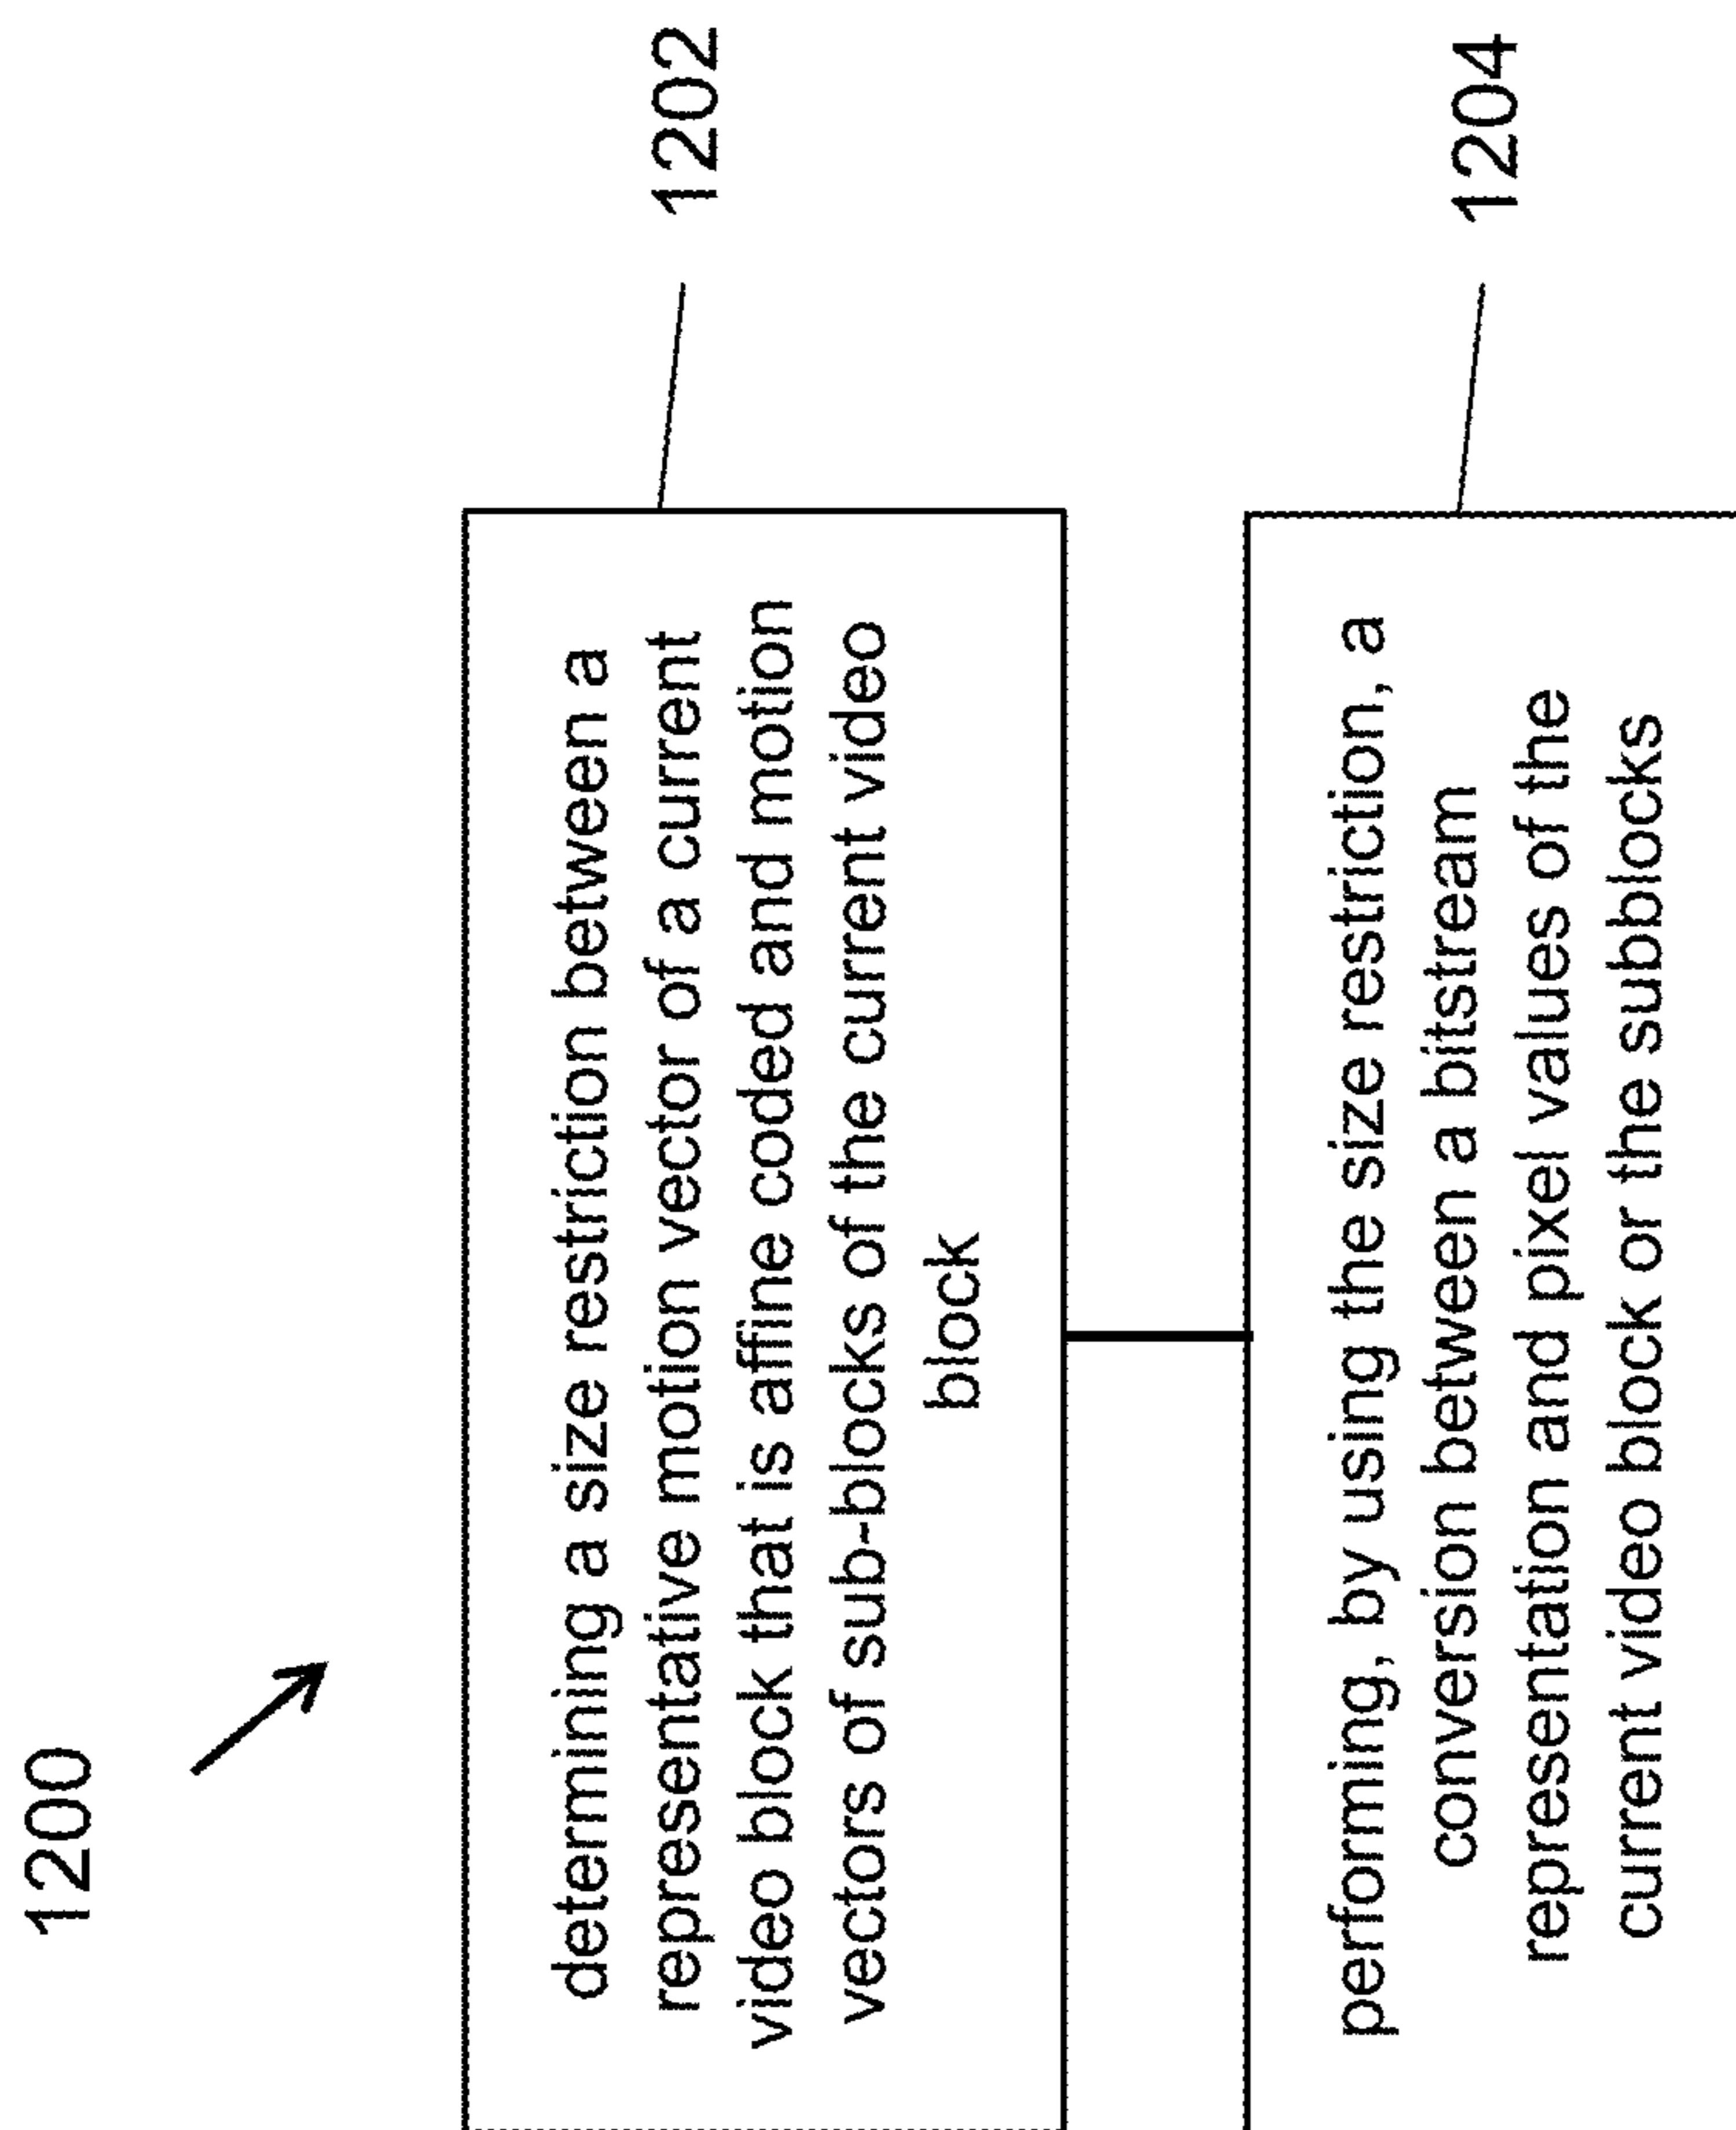 1200
determining a size restriction between a
representative motion vector of a current
video block that is affine coded and motion
vectors of sub-blocks of the current video
block
1202
performing, by using the size restriction, a
conversion between a bitstream
representation and pixel values of the
current video block or the subblocks
1204